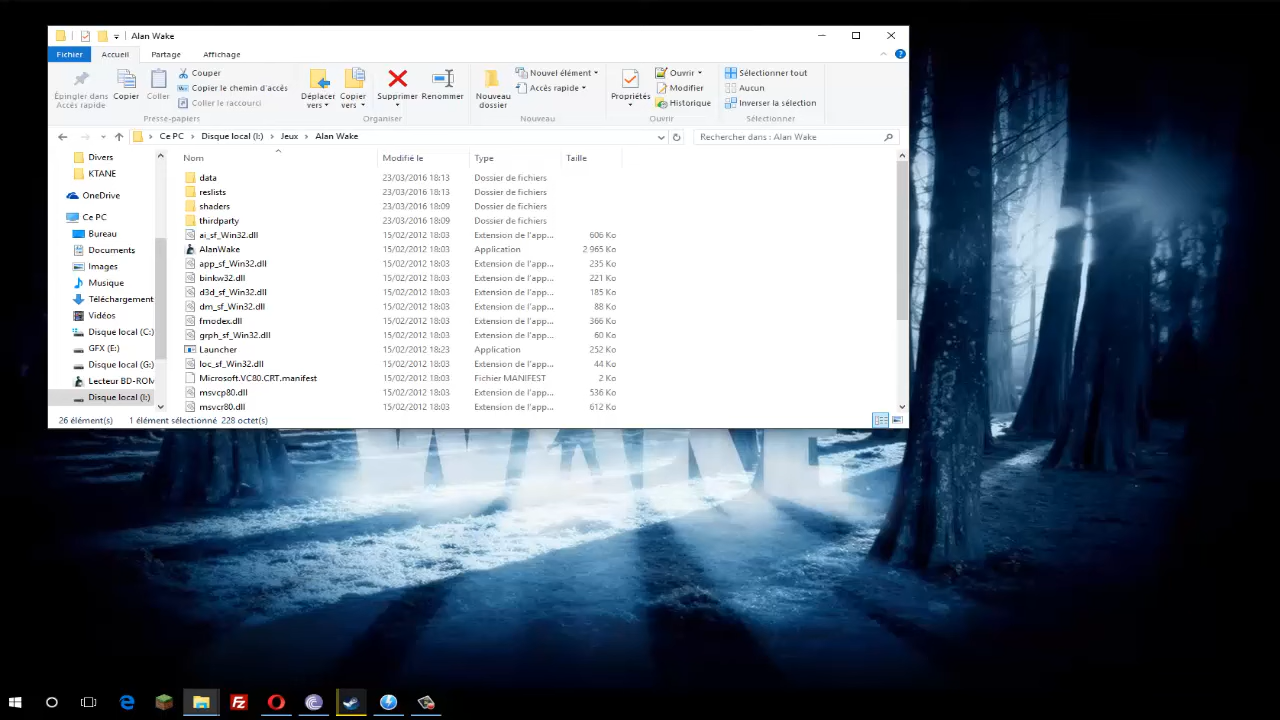 Alan Wake
Fichier Accueil Partage Affichage
Épingler dans Accès rapide
Copier
Coller
Couper
Copier le chemin d'accès
Coller le raccourci
Presse-papiers
Déplacer vers
Copier vers
Supprimer
Renommer
Organiser
Nouveau dossier
Nouvel élément
Accès rapide
Nouveau
Propriétés
Ouvrir
Modifier
Historique
Ouvrir
Sélectionner tout
Aucun
Inverser la sélection
Sélectionner
Ce PC > Disque local (I:) > Jeux > Alan Wake
Rechercher dans : Alan Wake
Divers
KTANE
OneDrive
Ce PC
Bureau
Documents
Images
Musique
Téléchargement
Vidéos
Disque local (C:)
GFX (E:)
Disque local (G:)
Lecteur BD-ROM
Disque local (I:)
Nom Modifié le Type Taille
data 23/03/2016 18:13 Dossier de fichiers
reslists 23/03/2016 18:13 Dossier de fichiers
shaders 23/03/2016 18:09 Dossier de fichiers
thirdparty 23/03/2016 18:09 Dossier de fichiers
ai_sf_Win32.dll 15/02/2012 18:03 Extension de l'app... 606 Ko
AlanWake 15/02/2012 18:03 Application 2 965 Ko
app_sf_Win32.dll 15/02/2012 18:03 Extension de l'app... 235 Ko
binkw32.dll 15/02/2012 18:03 Extension de l'app... 221 Ko
d3d_sf_Win32.dll 15/02/2012 18:03 Extension de l'app... 185 Ko
dm_sf_Win32.dll 15/02/2012 18:03 Extension de l'app... 88 Ko
fmodex.dll 15/02/2012 18:03 Extension de l'app... 366 Ko
grph_sf_Win32.dll 15/02/2012 18:03 Extension de l'app... 60 Ko
Launcher 15/02/2012 18:23 Application 252 Ko
loc_sf_Win32.dll 15/02/2012 18:03 Extension de l'app... 44 Ko
Microsoft.VC80.CRT.manifest 15/02/2012 18:03 Fichier MANIFEST 2 Ko
msvcp80.dll 15/02/2012 18:03 Extension de l'app... 536 Ko
msvcr80.dll 15/02/2012 18:03 Extension de l'app... 612 Ko
26 élément(s) 1 élément sélectionné 228 octet(s)
WAKE